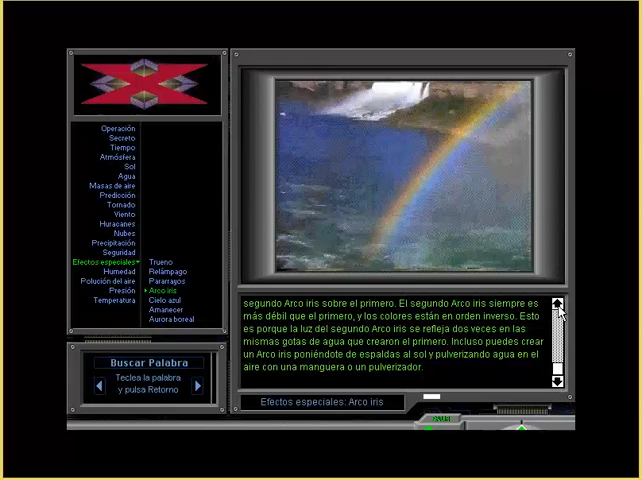 Operación
Secreto
Tiempo
Atmósfera
Sol
Agua
Masas de aire
Predicción
Tornado
Viento
Huracanes
Nubes
Precipitación
Seguridad
Efectos especiales
Humedad
Polución del aire
Presión
Temperatura
Trueno
Relámpago
Pararrayos
Arco iris
Cielo azul
Amanecer
Aurora boreal
segundo Arco iris sobre el primero. El segundo Arco iris siempre es
más débil que el primero, y los colores están en orden inverso. Esto
es porque la luz del segundo Arco iris se refleja dos veces en las
mismas gotas de agua que crearon el primero. Incluso puedes crear
un Arco iris poniéndote de espaldas al sol y pulverizando agua en el
aire con una manguera o un pulverizador.
Buscar Palabra
Teclea la palabra
y pulsa Retorno
Efectos especiales: Arco iris